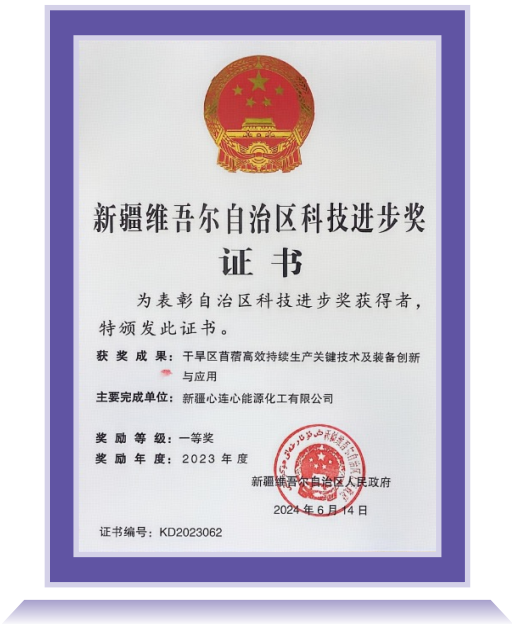 新疆维吾尔自治区科技进步奖
证书
为表彰自治区科技进步奖获得者，
特颁发此证书。
获奖成果：干旱区苜蓿高效持续生产关键技术及装备创新
与应用
主要完成单位：新疆心连心能源化工有限公司
奖励等级：一等奖
奖励年度：2023年度
新疆维吾尔自治区人民政府
2024年6月14日
证书编号：KD2023062